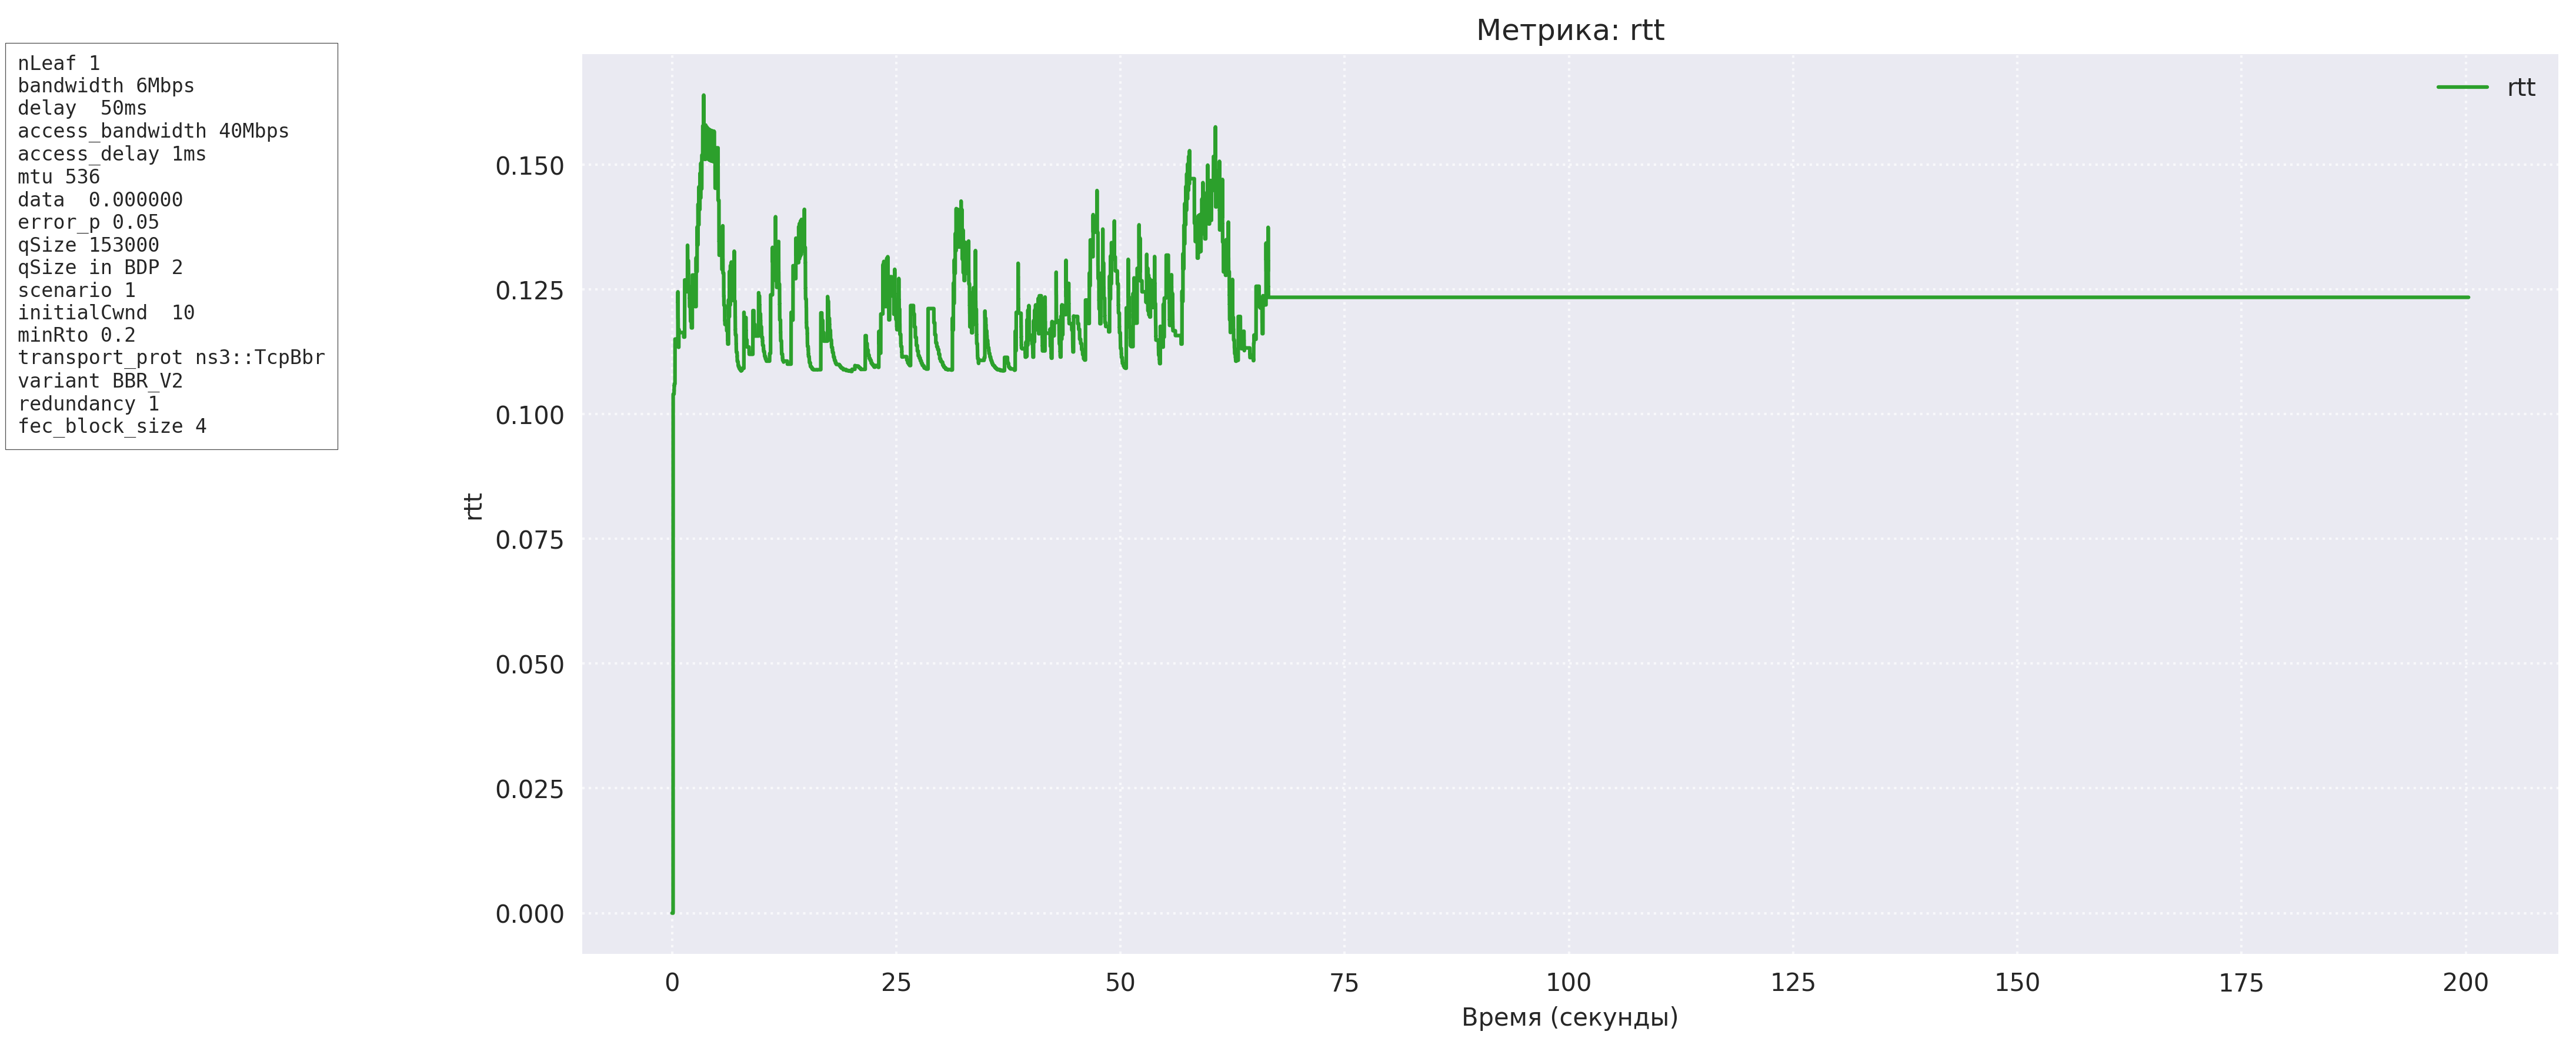 Метрика: rtt
nLeaf 1
bandwidth 6Mbps
delay  50ms
access_bandwidth 40Mbps
access_delay 1ms
mtu 536
data  0.000000
error_p 0.05
qSize 153000
qSize in BDP 2
scenario 1
initialCwnd  10
minRto 0.2
transport_prot ns3::TcpBbr
variant BBR_V2
redundancy 1
fec_block_size 4
rtt
rtt
0.150
0.125
0.100
0.075
0.050
0.025
0.000
0 25 50 75 100 125 150 175 200
Время (секунды)